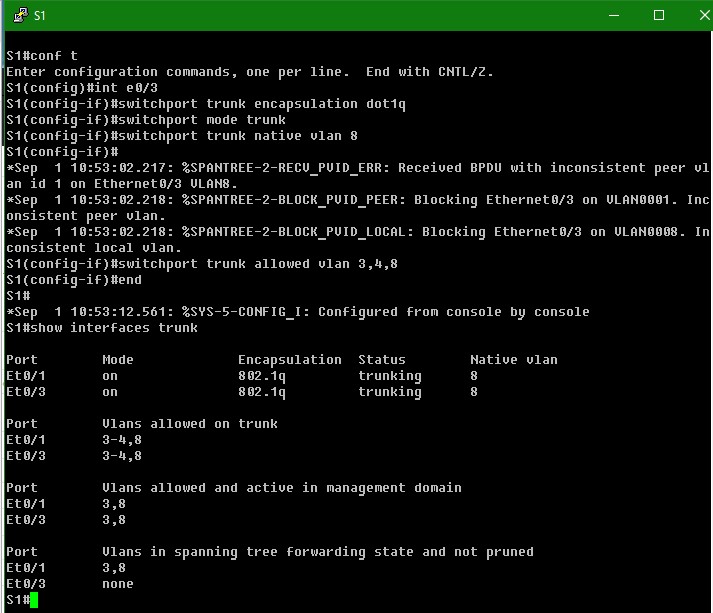 S1
S1#conf t
Enter configuration commands, one per line.  End with CNTL/Z.
S1(config)#int e0/3
S1(config-if)#switchport trunk encapsulation dot1q
S1(config-if)#switchport mode trunk
S1(config-if)#switchport trunk native vlan 8
S1(config-if)#
*Sep  1 10:53:02.217: %SPANTREE-2-RECV_PVID_ERR: Received BPDU with inconsistent peer vl
an id 1 on Ethernet0/3 VLAN8.
*Sep  1 10:53:02.218: %SPANTREE-2-BLOCK_PVID_PEER: Blocking Ethernet0/3 on VLAN0001. Inc
onsistent peer vlan.
*Sep  1 10:53:02.218: %SPANTREE-2-BLOCK_PVID_LOCAL: Blocking Ethernet0/3 on VLAN0008. In
consistent local vlan.
S1(config-if)#switchport trunk allowed vlan 3,4,8
S1(config-if)#end
S1#
*Sep  1 10:53:12.561: %SYS-5-CONFIG_I: Configured from console by console
S1#show interfaces trunk
Port        Mode             Encapsulation  Status        Native vlan
Et0/1       on               802.1q         trunking      8
Et0/3       on               802.1q         trunking      8
Port        Vlans allowed on trunk
Et0/1       3-4,8
Et0/3       3-4,8
Port        Vlans allowed and active in management domain
Et0/1       3,8
Et0/3       3,8
Port        Vlans in spanning tree forwarding state and not pruned
Et0/1       3,8
Et0/3       none
S1#